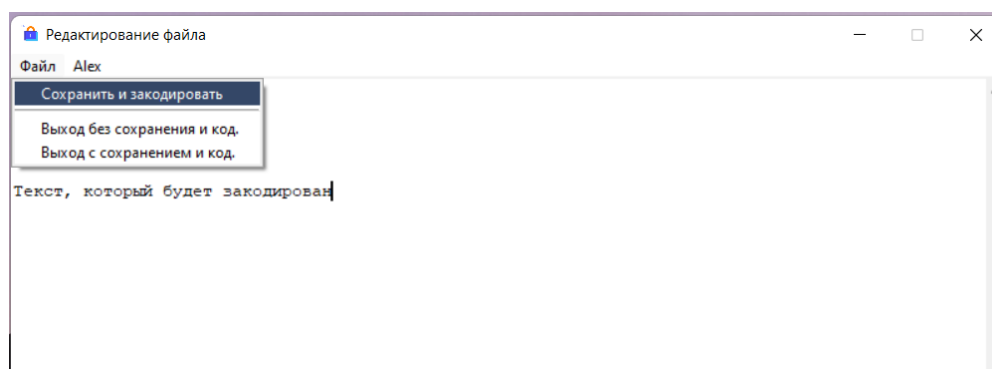 Редактирование файла
Файл Alex
Сохранить и закодировать
Выход без сохранения и код.
Выход с сохранением и код.
Текст, который будет закодирован